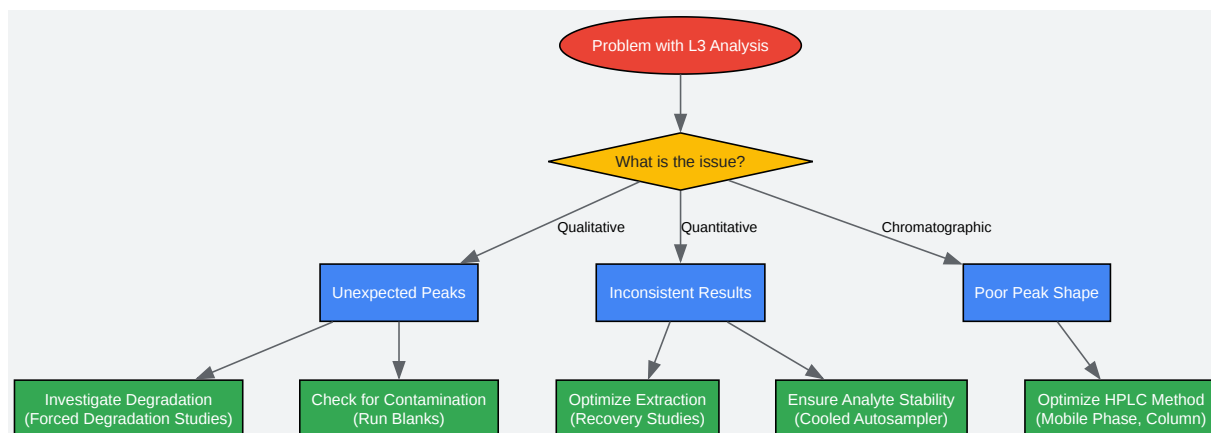 Problem with L3 Analysis
What is the issue?
Qualitative
Quantitative
Chromatographic
Unexpected Peaks
Inconsistent Results
Poor Peak Shape
Investigate Degradation
(Forced Degradation Studies)
Check for Contamination
(Run Blanks)
Optimize Extraction
(Recovery Studies)
Ensure Analyte Stability
(Cooled Autosampler)
Optimize HPLC Method
(Mobile Phase, Column)